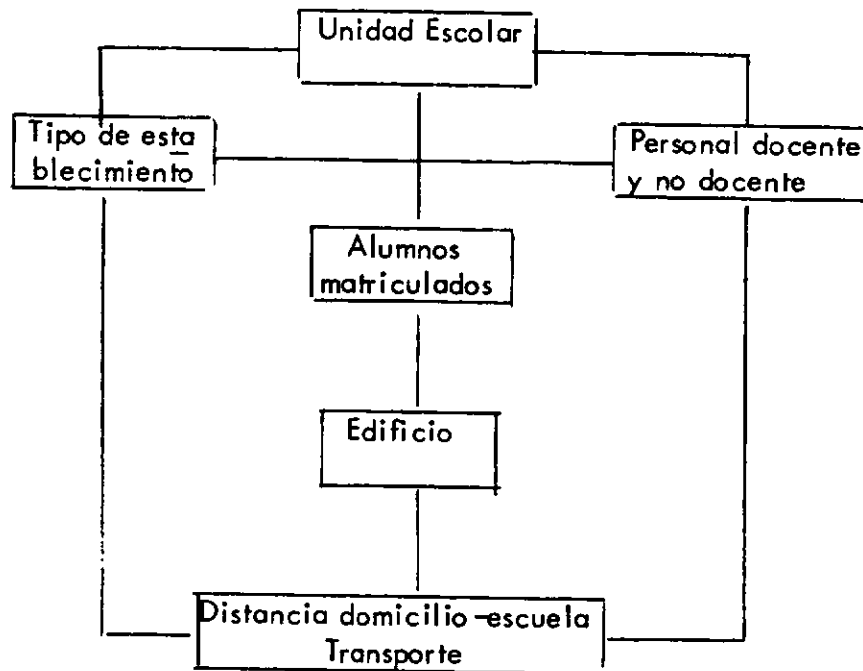 Unidad Escolar
Tipo de esta
blecimiento
Personal docente
y no docente
Alumnos
matriculados
Edificio
Distancia domicilio-escuela
Transporte